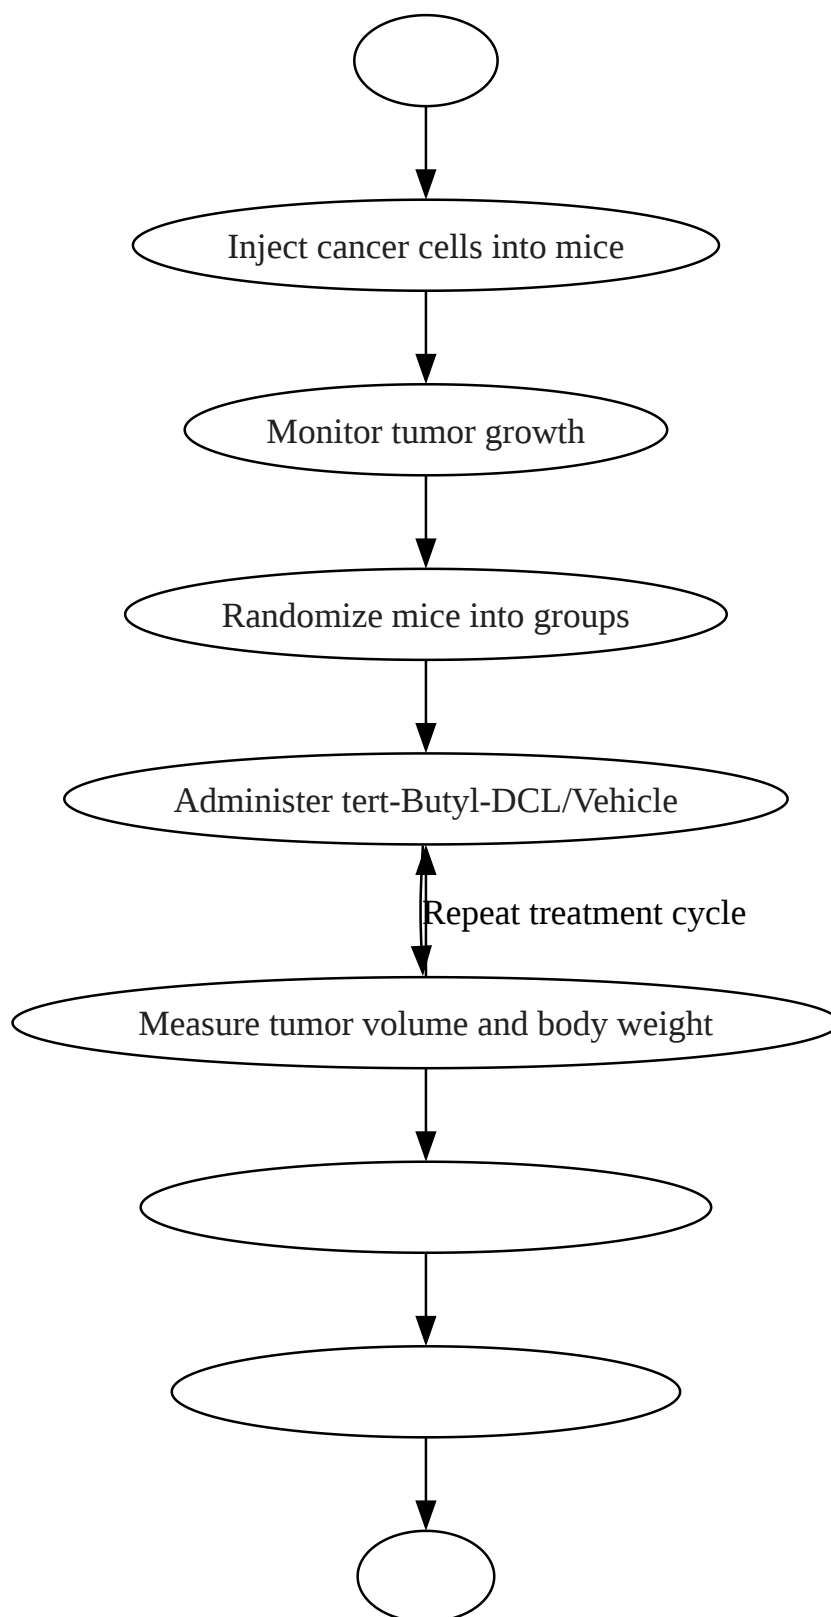 Inject cancer cells into mice
Monitor tumor growth
Randomize mice into groups
Administer tert-Butyl-DCL/Vehicle
Repeat treatment cycle
Measure tumor volume and body weight